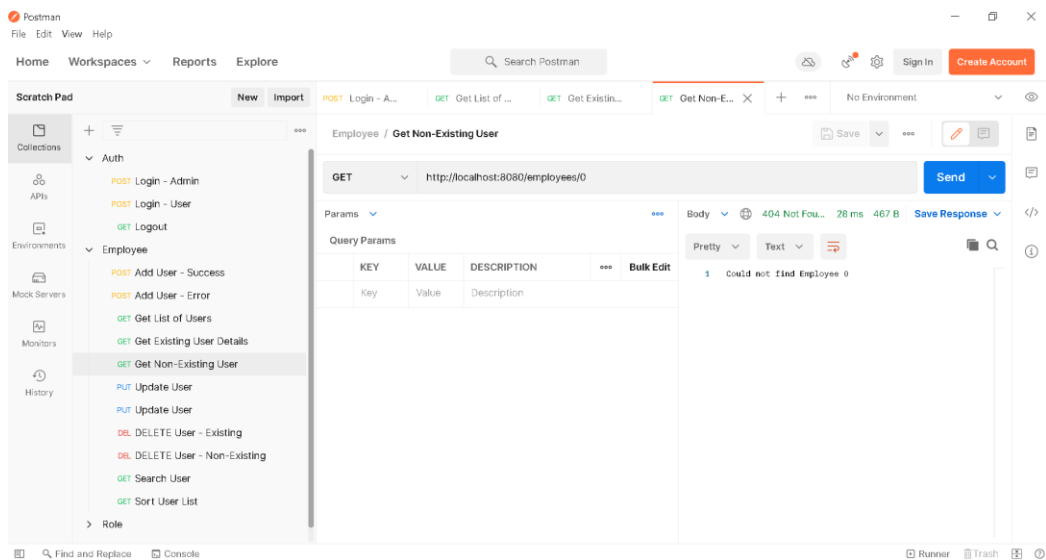 Postman
File Edit View Help
Home Workspaces Reports Explore
Search Postman
Sign In
Create Account
Scratch Pad
New Import
POST Login - A...
GET Get List of ...
GET Existin...
GET Get Non-E...
No Environment
Collections
APIs
Environments
Mock Servers
Monitors
History
Auth
POST Login - Admin
POST Login - User
GET Logout
Employee
POST Add User - Success
POST Add User - Error
GET Get List of Users
GET Get Existing User Details
GET Get Non-Existing User
PUT Update User
PUT Update User
DEL DELETE User - Existing
DEL DELETE User - Non-Existing
GET Search User
GET Sort User List
Role
Employee / Get Non-Existing User
Save
GET http://localhost:8080/employees/0
Send
Params
Query Params
KEY VALUE DESCRIPTION Bulk Edit
Key Value Description
Body 404 Not Fou... 28 ms 467 B Save Response
Pretty Text
1 Could not find Employee 0
Find and Replace Console
Runner Trash